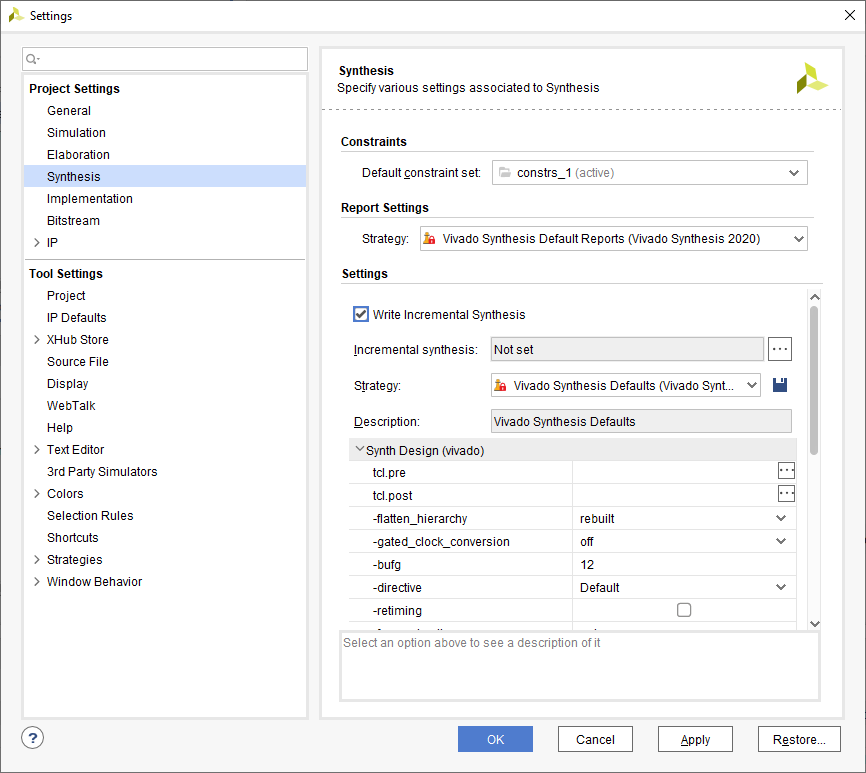 Settings
Project Settings
General
Simulation
Elaboration
Synthesis
Implementation
Bitstream
IP
Tool Settings
Project
IP Defaults
XHub Store
Source File
Display
WebTalk
Help
Text Editor
3rd Party Simulators
Colors
Selection Rules
Shortcuts
Strategies
Window Behavior
Synthesis
Specify various settings associated to Synthesis
Constraints
Default constraint set: constrs_1 (active)
Report Settings
Strategy: Vivado Synthesis Default Reports (Vivado Synthesis 2020)
Settings
Write Incremental Synthesis
Incremental synthesis: Not set ...
Strategy: Vivado Synthesis Defaults (Vivado Synt...
Description: Vivado Synthesis Defaults
Synth Design (vivado)
tcl.pre ...
tcl.post ...
-flatten_hierarchy rebuilt
-gated_clock_conversion off
-bufg 12
-directive Default
-retiming
Select an option above to see a description of it
? OK Cancel Apply Restore...